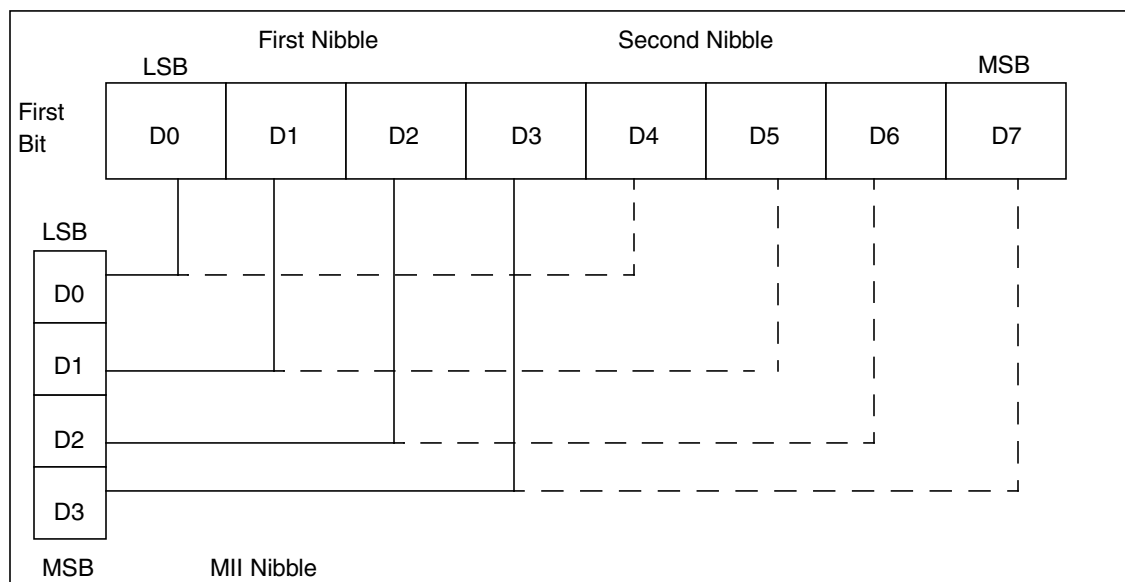 First Nibble Second Nibble
LSB MSB
First
Bit
D0 D1 D2 D3 D4 D5 D6 D7
LSB
D0
D1
D2
D3
MSB MII Nibble